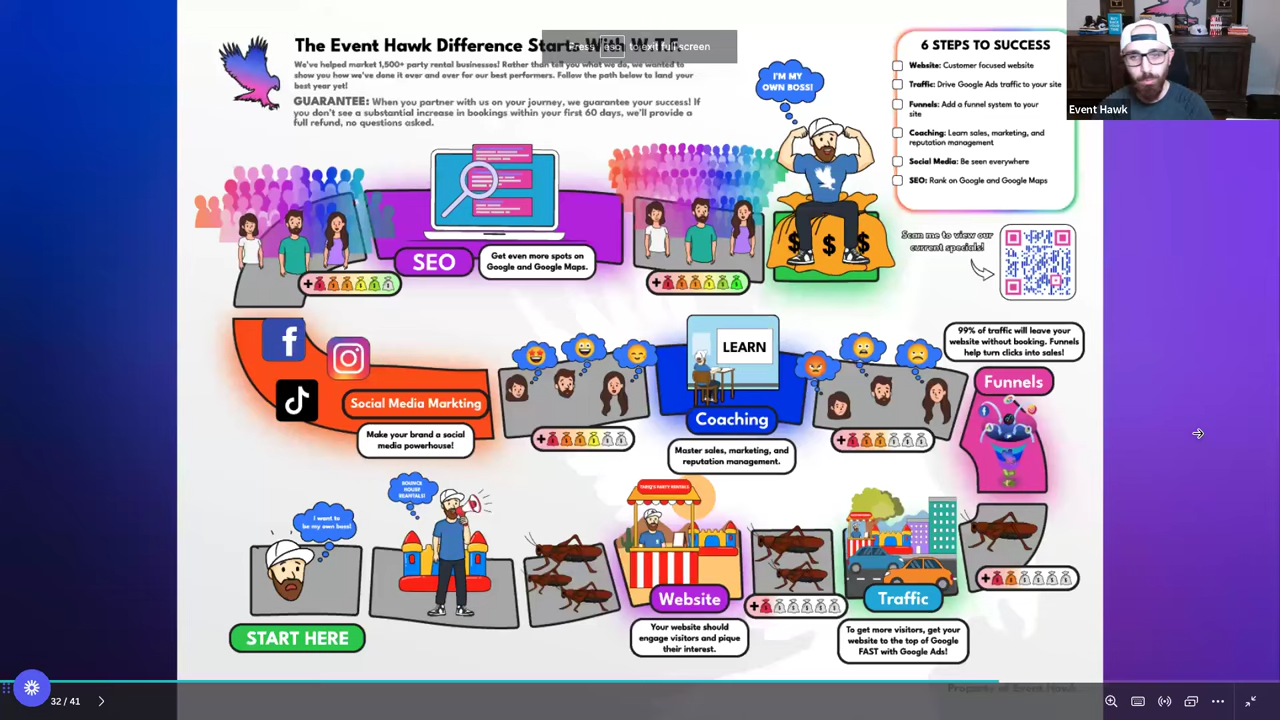 The Event Hawk Difference Starts With W-T-F
Press esc to exit full screen
We've helped market 1,500+ party rental businesses! Rather than tell you what we do, we wanted to
show you how we've done it over and over for our best performers. Follow the path below to land your
best year yet!
GUARANTEE: When you partner with us on your journey, we guarantee your success! If
you don't see a substantial increase in bookings within your first 60 days, we'll provide a
full refund, no questions asked.
I'M MY
OWN BOSS!
6 STEPS TO SUCCESS
Website: Customer focused website
Traffic: Drive Google Ads traffic to your site
Funnels: Add a funnel system to your
site
Coaching: Learn sales, marketing, and
reputation management
Social Media: Be seen everywhere
SEO: Rank on Google and Google Maps
Event Hawk
Scan me to view our
current specials!
SEO
Get even more spots on
Google and Google Maps.
$ $ $
Social Media Markting
Make your brand a social
media powerhouse!
LEARN
Coaching
Master sales, marketing, and
reputation management.
99% of traffic will leave your
website without booking. Funnels
help turn clicks into sales!
Funnels
I want to
be my own boss!
START HERE
BOUNCE
HOUSE
REANTALS!
Website
Your website should
engage visitors and pique
their interest.
Traffic
To get more visitors, get your
website to the top of Google
FAST with Google Ads!
Property of Event Hawk
32 / 41